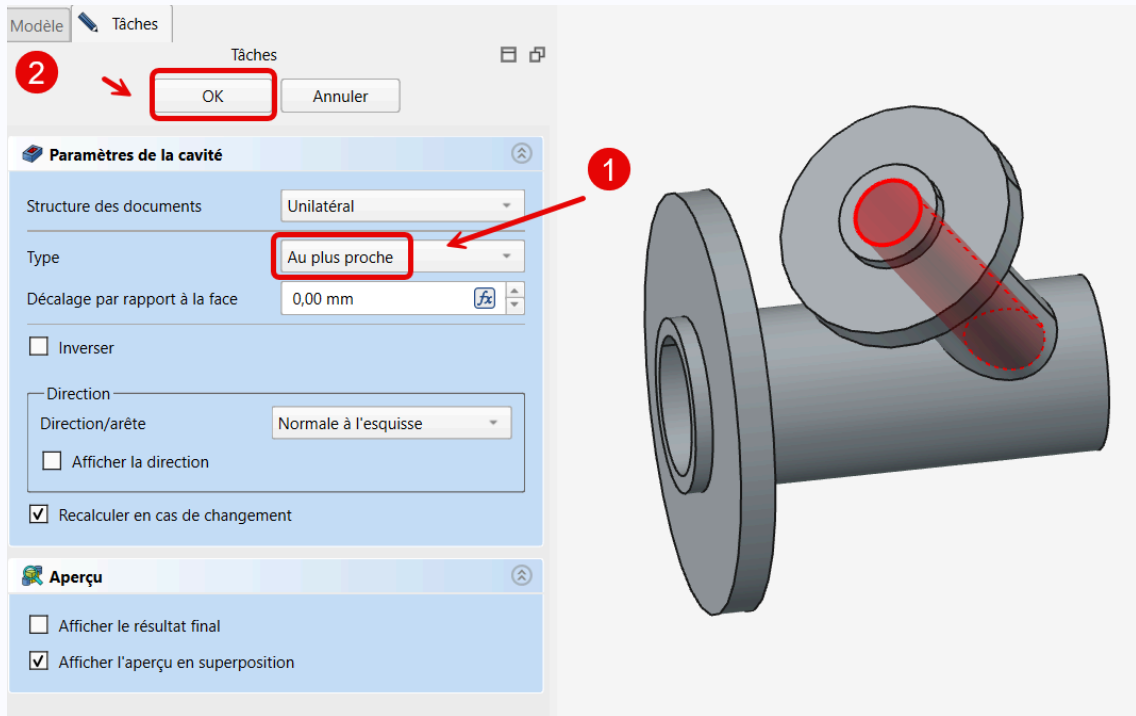 Modèle Tâches
Tâches
2
OK Annuler
Paramètres de la cavité
1
Structure des documents Unilatéral
Type Au plus proche
Décalage par rapport à la face 0,00 mm fx
Inverser
Direction
Direction/arête Normale à l'esquisse
Afficher la direction
Recalculer en cas de changement
Aperçu
Afficher le résultat final
Afficher l'aperçu en superposition